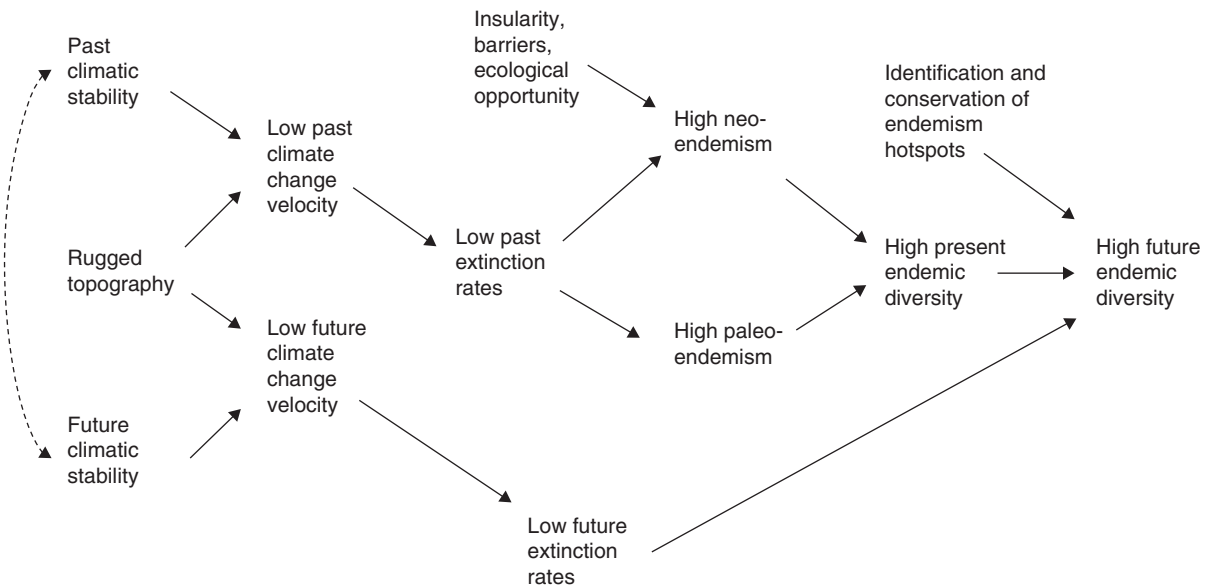 Past
climatic
stability
Rugged
topography
Future
climatic
stability
Low past
climate
change
velocity
Low future
climate
change
velocity
Insularity,
barriers,
ecological
opportunity
Low past
extinction
rates
Low future
extinction
rates
High neo-
endemism
High paleo-
endemism
Identification and
conservation of
endemism
hotspots
High present
endemic
diversity
High future
endemic
diversity